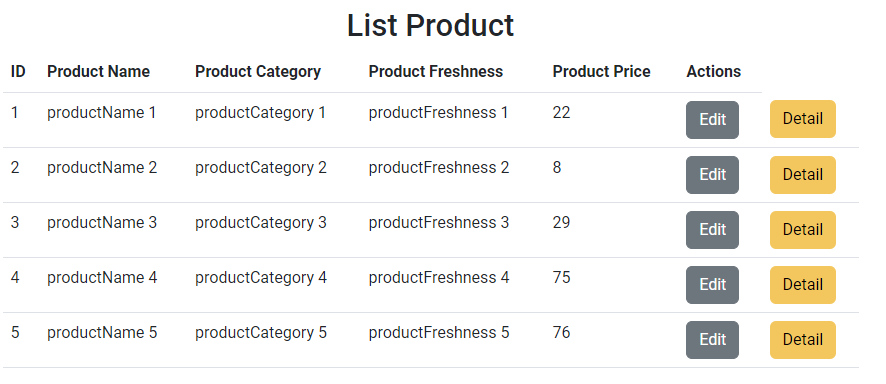 List Product
ID Product Name Product Category Product Freshness Product Price Actions
1 productName 1 productCategory 1 productFreshness 1 22 Edit Detail
2 productName 2 productCategory 2 productFreshness 2 8 Edit Detail
3 productName 3 productCategory 3 productFreshness 3 29 Edit Detail
4 productName 4 productCategory 4 productFreshness 4 75 Edit Detail
5 productName 5 productCategory 5 productFreshness 5 76 Edit Detail